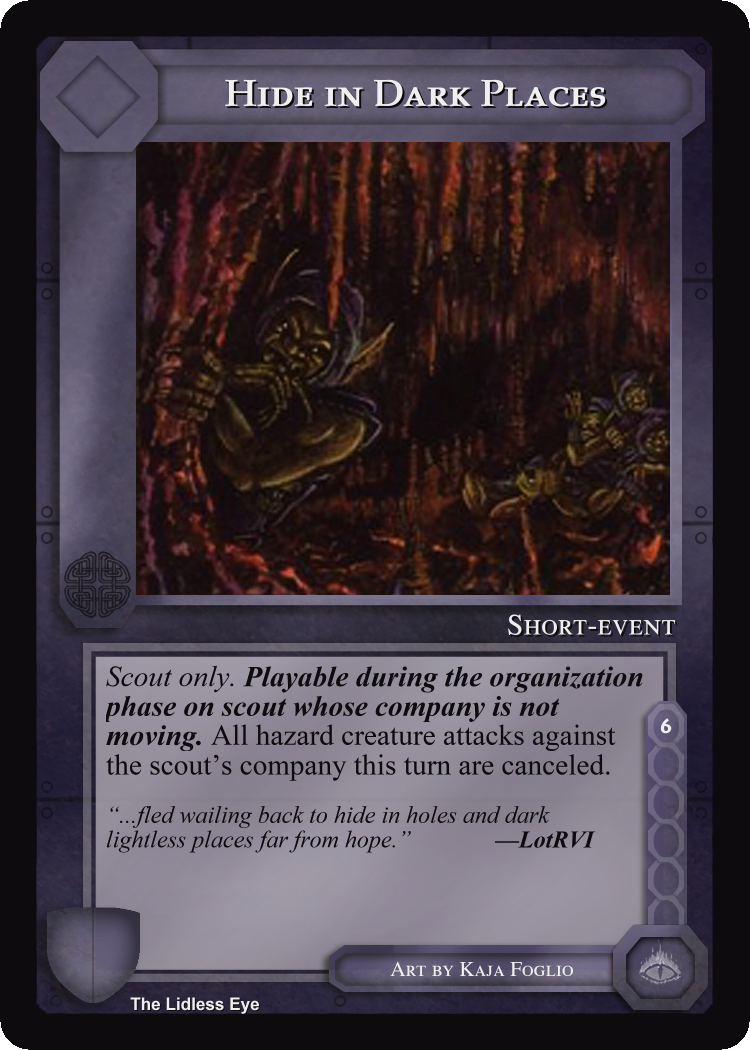 Hide in Dark Places
Short-event
Scout only. Playable during the organization
phase on scout whose company is not
moving. All hazard creature attacks against
the scout's company this turn are canceled.
6
“...fled wailing back to hide in holes and dark
lightless places far from hope.” —LotRVI
Art by Kaja Foglio
The Lidless Eye